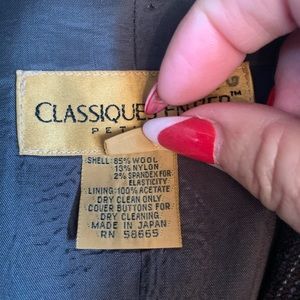 CLASSIQUES
SHELL: 85% WOOL
13% NYLON
2% SPANDEX FOR
ELASTICITY
LINING: 100% ACETATE
DRY CLEAN ONLY
COVER BUTTONS FOR
DRY CLEANING.
MADE IN JAPAN
RN 58665